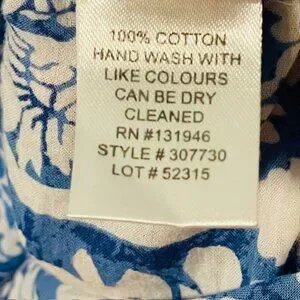 100% COTTON
HAND WASH WITH
LIKE COLOURS
CAN BE DRY
CLEANED
RN #131946
STYLE # 307730
LOT # 52315